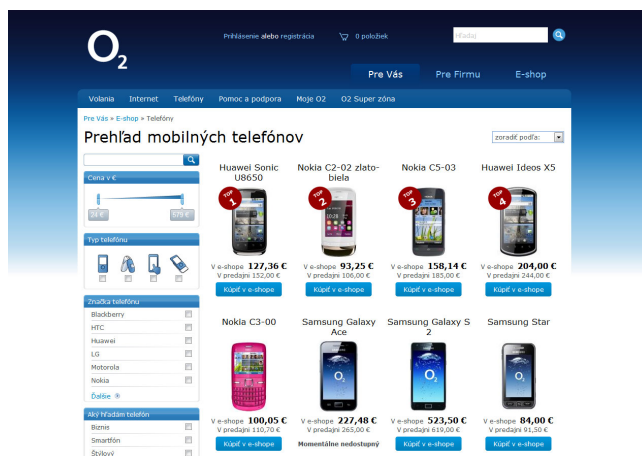 O2
Prihlásenie alebo registrácia
0 položiek
Hľadaj
Pre Vás
Pre Firmu
E-shop
Volania
Internet
Telefóny
Pomoc a podpora
Moje O2
O2 Super zóna
Pre Vás » E-shop » Telefóny
Prehľad mobilných telefónov
zoradiť podľa:
Cena v €
24 €
579 €
Typ telefónu
Značka telefónu
Blackberry
HTC
Huawei
LG
Motorola
Nokia
Ďalšie
Aký hľadám telefón
Biznis
Smartfón
Štýlový
Huawei Sonic
U8650
TOP
1
V e-shope 127,36 €
V predajni 152,00 €
Kúpiť v e-shope
Nokia C2-02 zlato-
biela
TOP
2
V e-shope 93,25 €
V predajni 106,00 €
Kúpiť v e-shope
Nokia C5-03
TOP
3
V e-shope 158,14 €
V predajni 185,00 €
Kúpiť v e-shope
Huawei Ideos X5
TOP
4
V e-shope 204,00 €
V predajni 244,00 €
Kúpiť v e-shope
Nokia C3-00
V e-shope 100,05 €
V predajni 110,70 €
Kúpiť v e-shope
Samsung Galaxy
Ace
O2
V e-shope 227,48 €
V predajni 265,00 €
Momentálne nedostupný
Samsung Galaxy S
2
O2
V e-shope 523,50 €
V predajni 619,00 €
Kúpiť v e-shope
Samsung Star
O2
V e-shope 84,00 €
V predajni 91,50 €
Kúpiť v e-shope